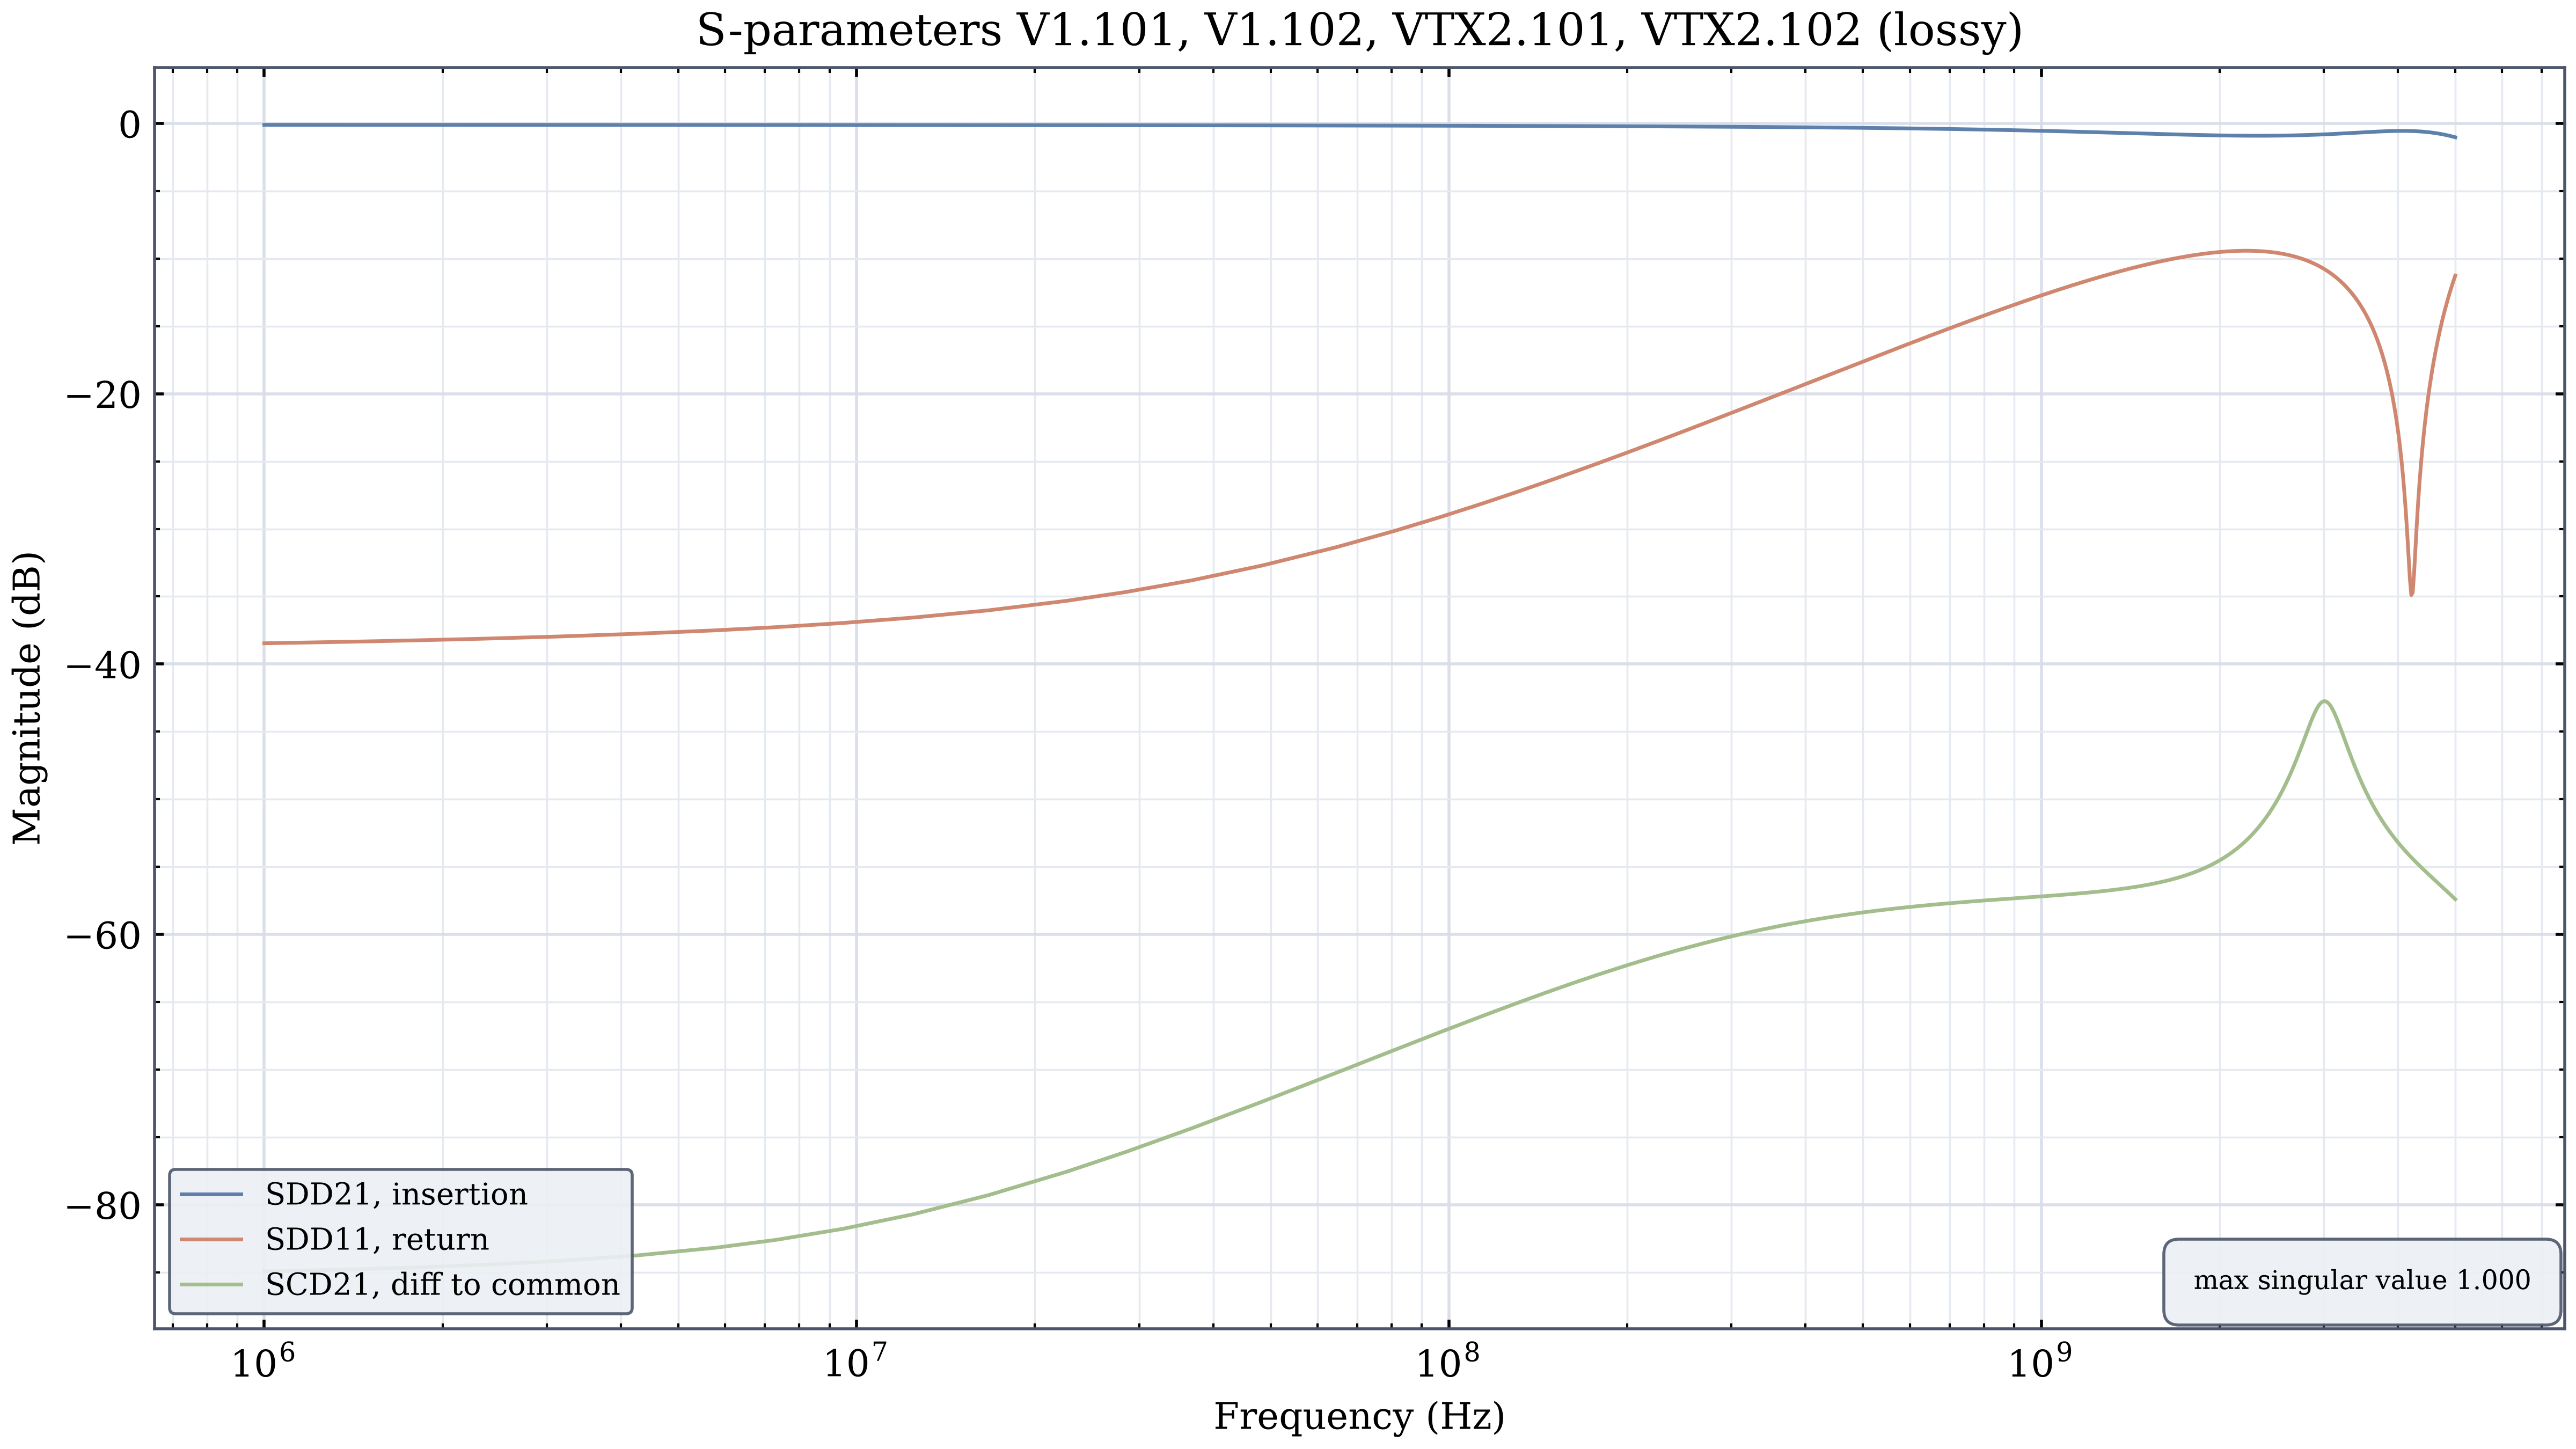 S-parameters V1.101, V1.102, VTX2.101, VTX2.102 (lossy)
Magnitude (dB)
0
−20
−40
−60
−80
SDD21, insertion
SDD11, return
SCD21, diff to common
max singular value 1.000
10⁶
10⁷
10⁸
10⁹
Frequency (Hz)